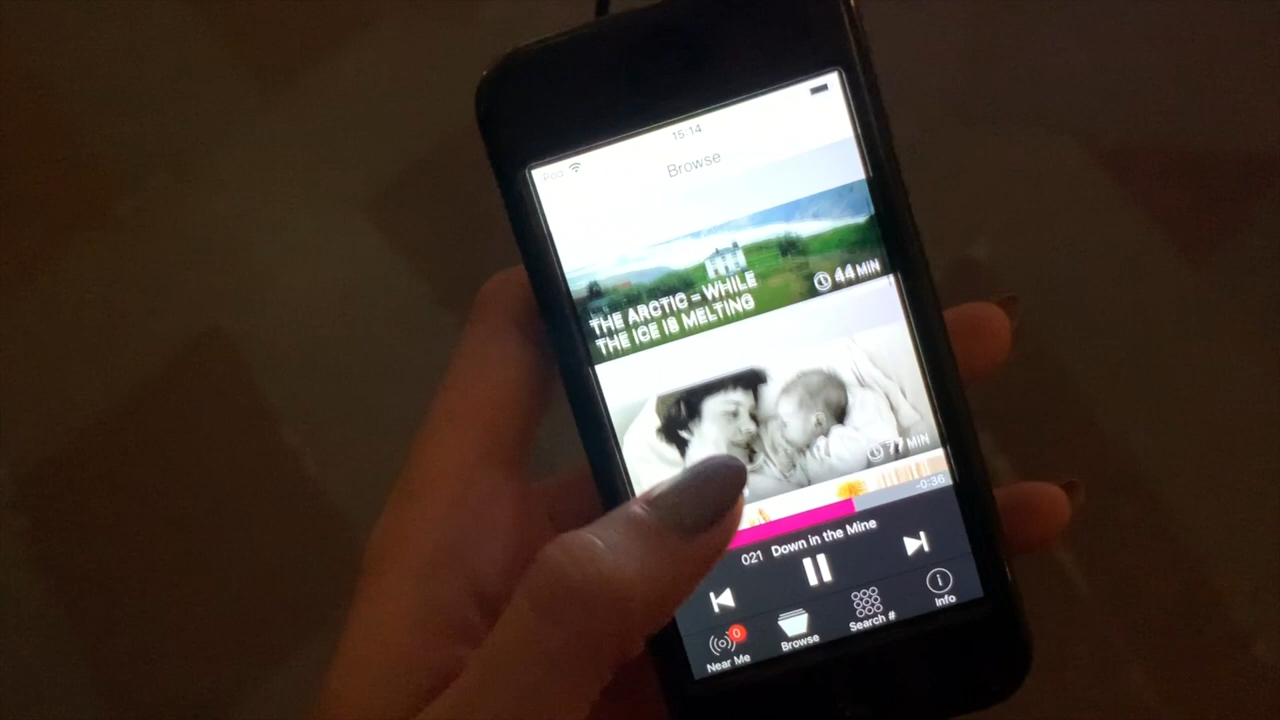 iPod
15:14
Browse
THE ARCTIC – WHILE
THE ICE IS MELTING
44 MIN
77 MIN
-0:36
021 Down in the Mine
0
Near Me
Browse
Search #
Info